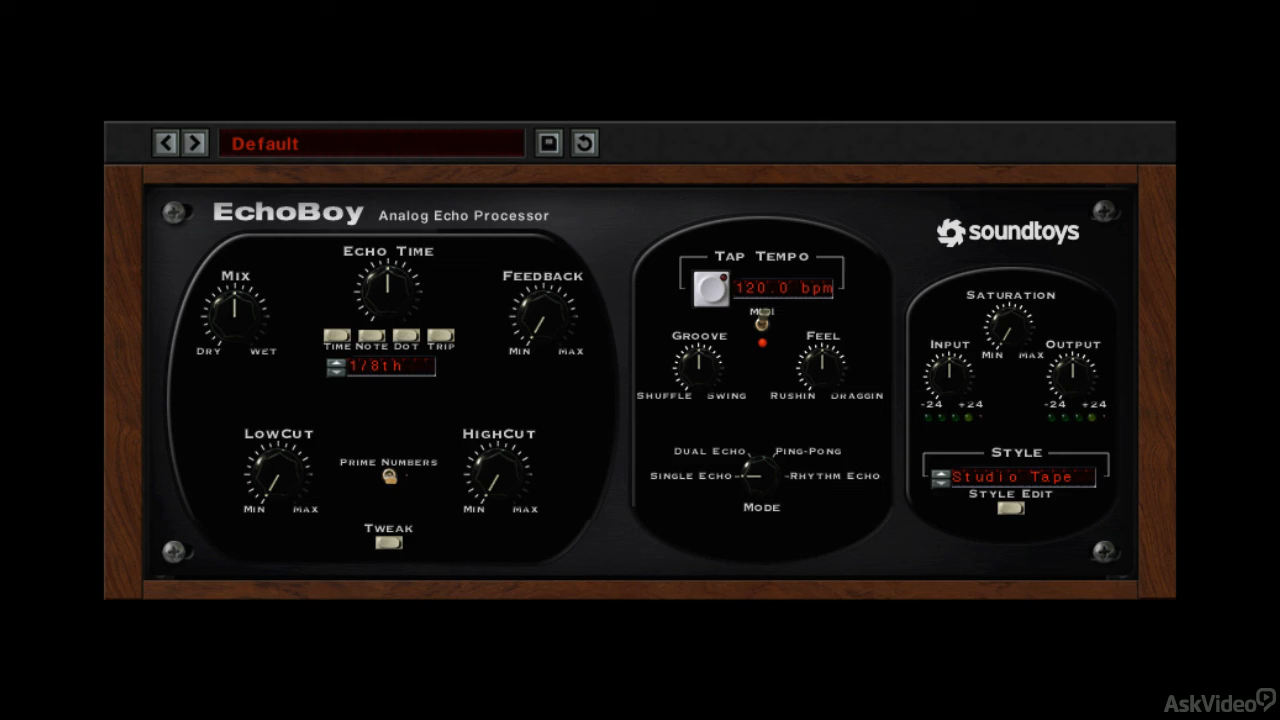 Default
EchoBoy Analog Echo Processor
soundtoys
Echo Time
Mix
Dry Wet
Feedback
Min Max
Time Note Dot Trip
1/8th
LowCut
Min Max
Prime Numbers
HighCut
Min Max
Tweak
Tap Tempo
120.0 bpm
MIDI
Groove
Shuffle Swing
Feel
Rushin Draggin
Dual Echo Ping-Pong
Single Echo Rhythm Echo
Mode
Saturation
Min Max
Input
-24 +24
Output
-24 +24
Style
Studio Tape
Style Edit
AskVideo